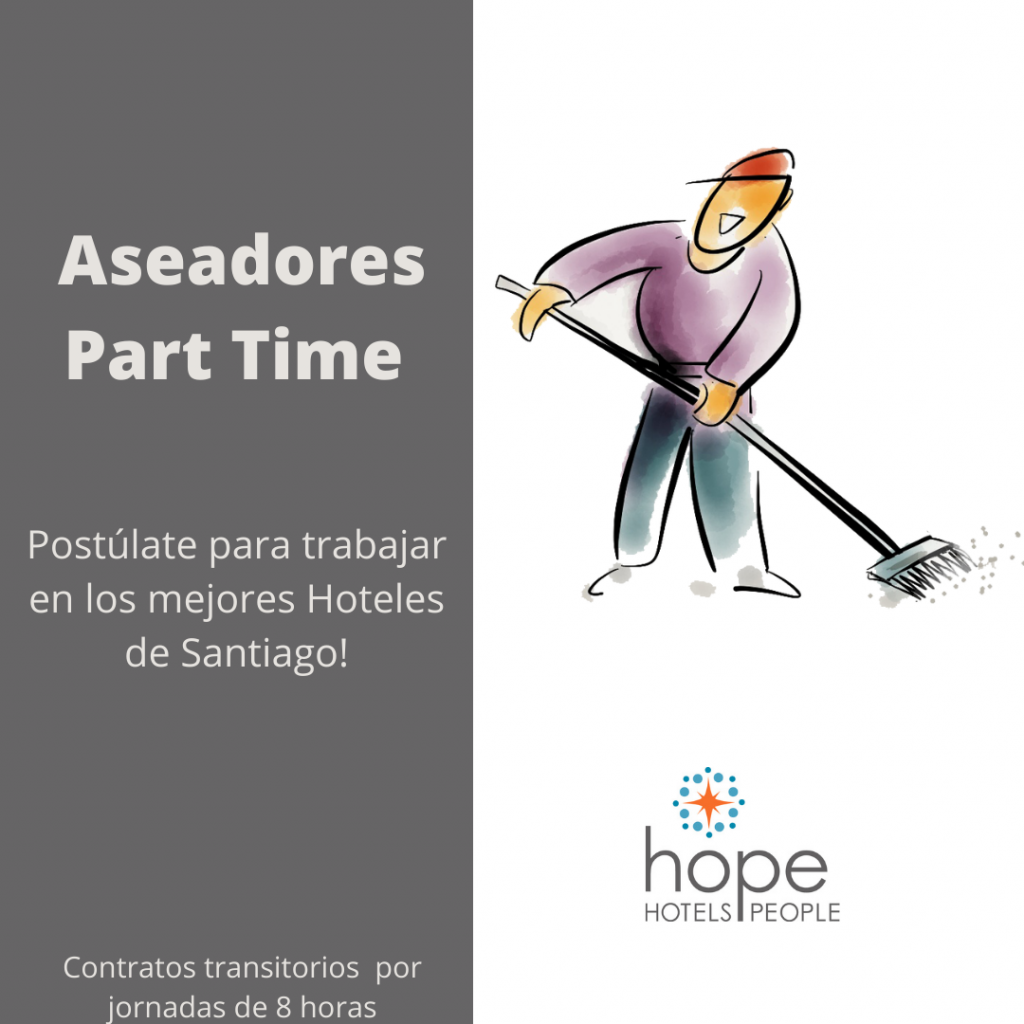 Aseadores
Part Time
Postúlate para trabajar
en los mejores Hoteles
de Santiago!
Contratos transitorios por
jornadas de 8 horas
hope
HOTELS PEOPLE